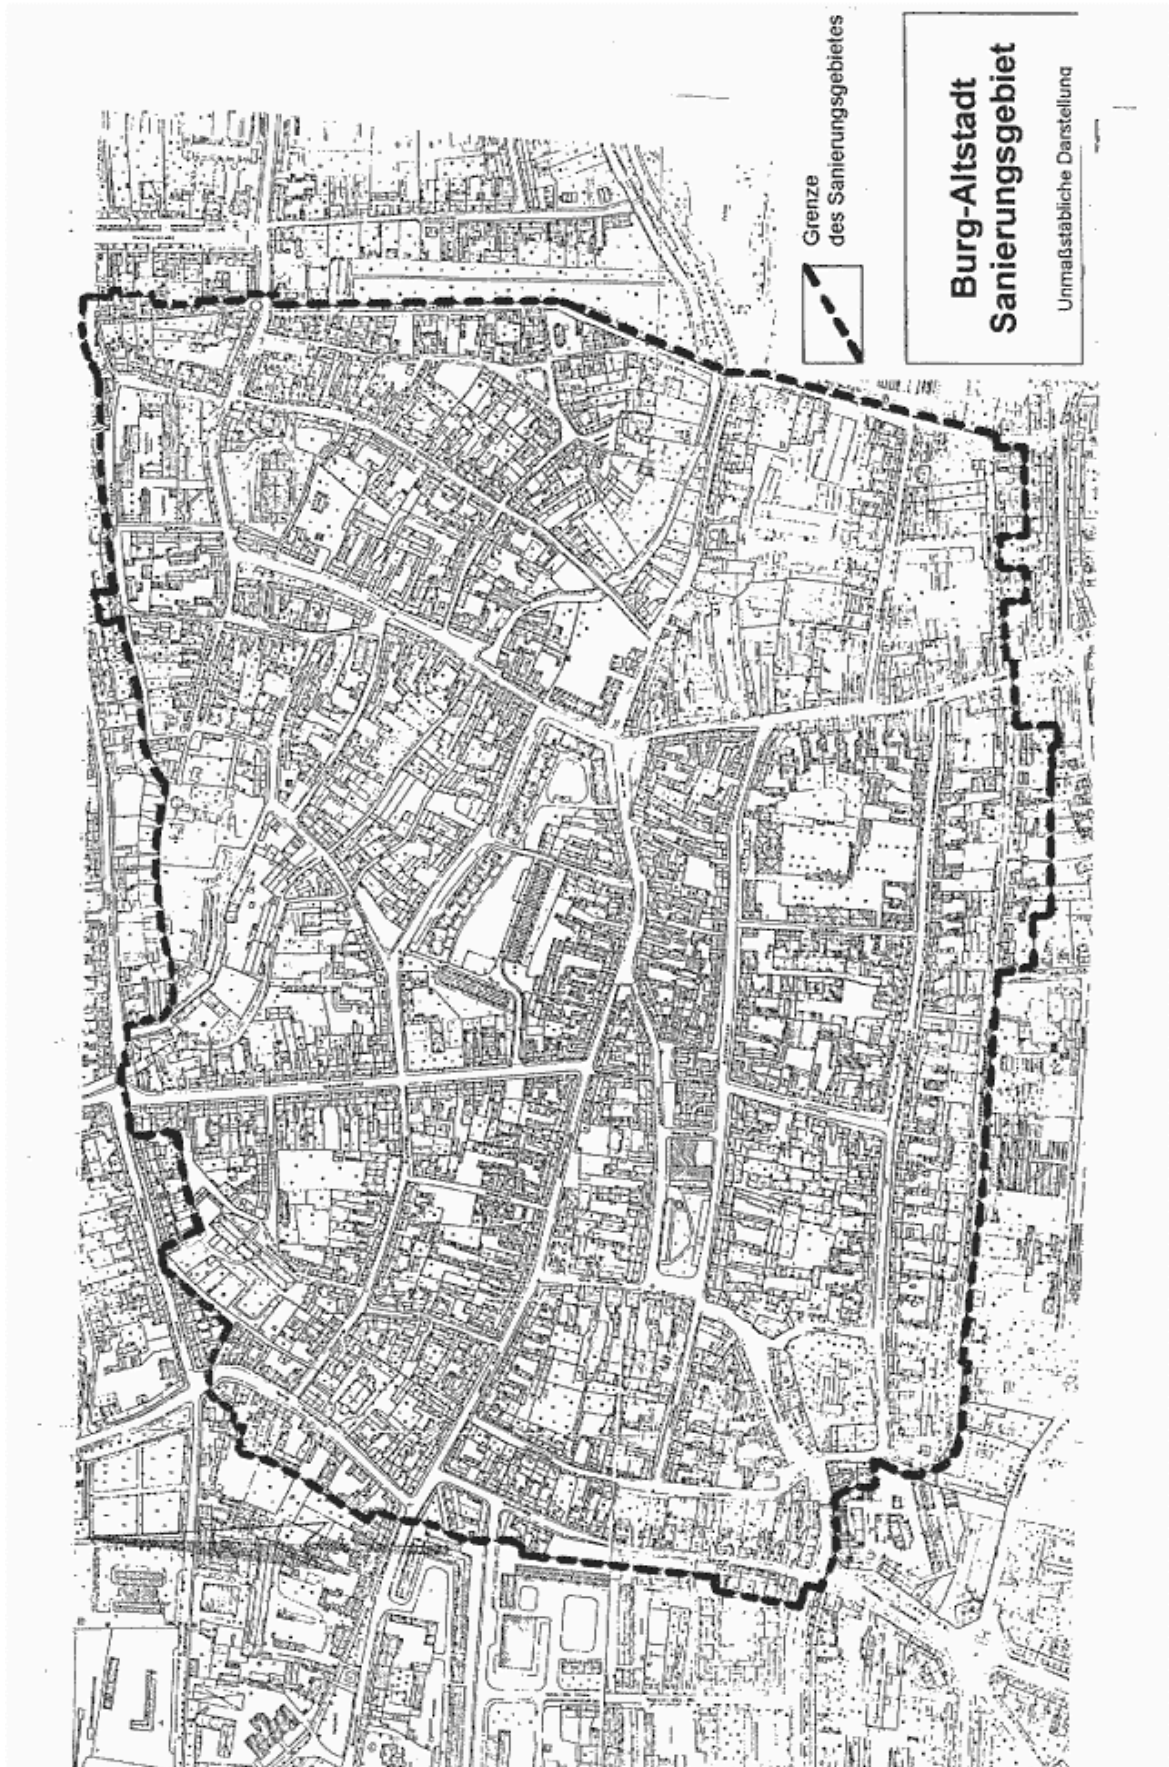 Grenze
des Sanierungsgebietes
Burg-Altstadt
Sanierungsgebiet
Unmaßstäbliche Darstellung